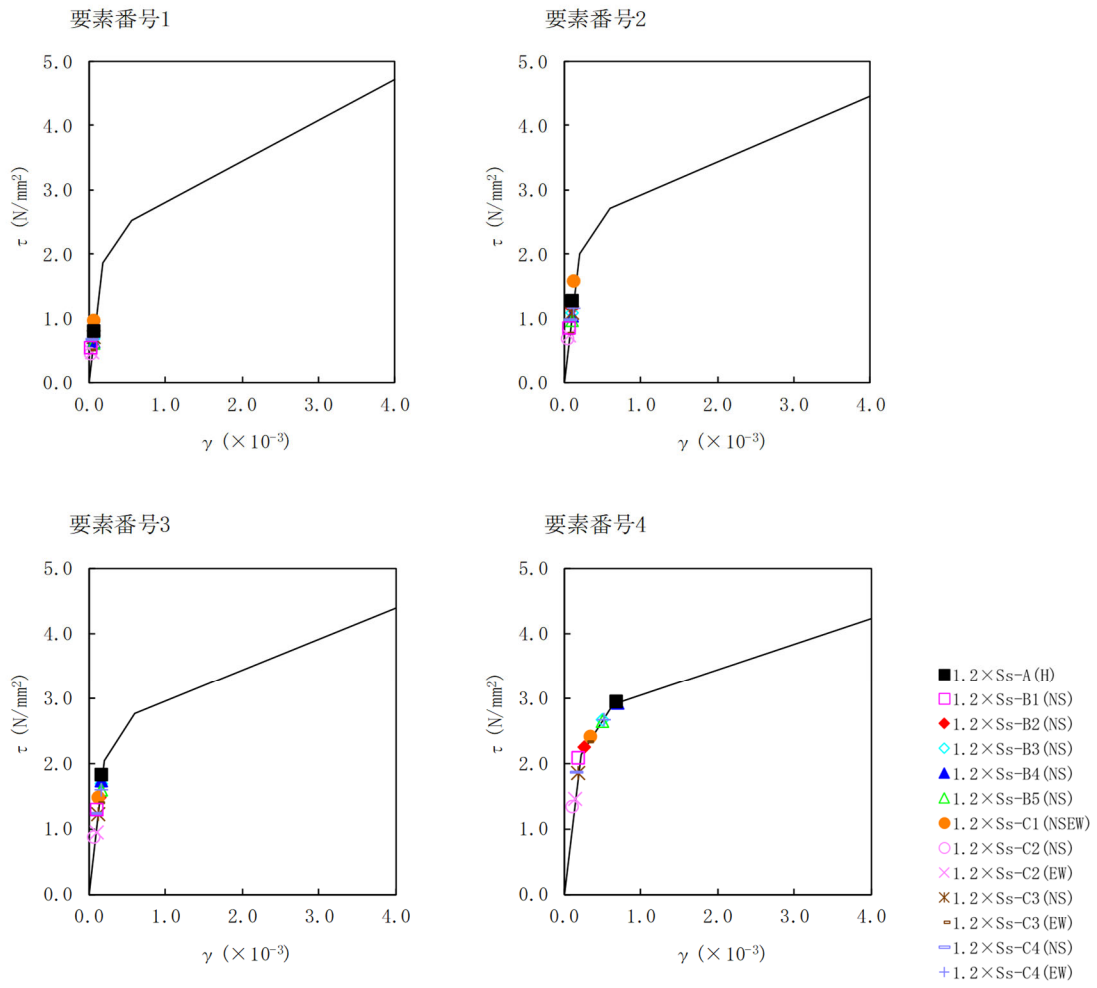 要素番号1
5.0
4.0
3.0
2.0
1.0
0.0
τ (N/mm²)
0.0 1.0 2.0 3.0 4.0
γ (×10⁻³)
要素番号2
5.0
4.0
3.0
2.0
1.0
0.0
τ (N/mm²)
0.0 1.0 2.0 3.0 4.0
γ (×10⁻³)
要素番号3
5.0
4.0
3.0
2.0
1.0
0.0
τ (N/mm²)
0.0 1.0 2.0 3.0 4.0
γ (×10⁻³)
要素番号4
5.0
4.0
3.0
2.0
1.0
0.0
τ (N/mm²)
0.0 1.0 2.0 3.0 4.0
γ (×10⁻³)
1.2×Ss-A(H)
1.2×Ss-B1(NS)
1.2×Ss-B2(NS)
1.2×Ss-B3(NS)
1.2×Ss-B4(NS)
1.2×Ss-B5(NS)
1.2×Ss-C1(NSEW)
1.2×Ss-C2(NS)
1.2×Ss-C2(EW)
1.2×Ss-C3(NS)
1.2×Ss-C3(EW)
1.2×Ss-C4(NS)
1.2×Ss-C4(EW)